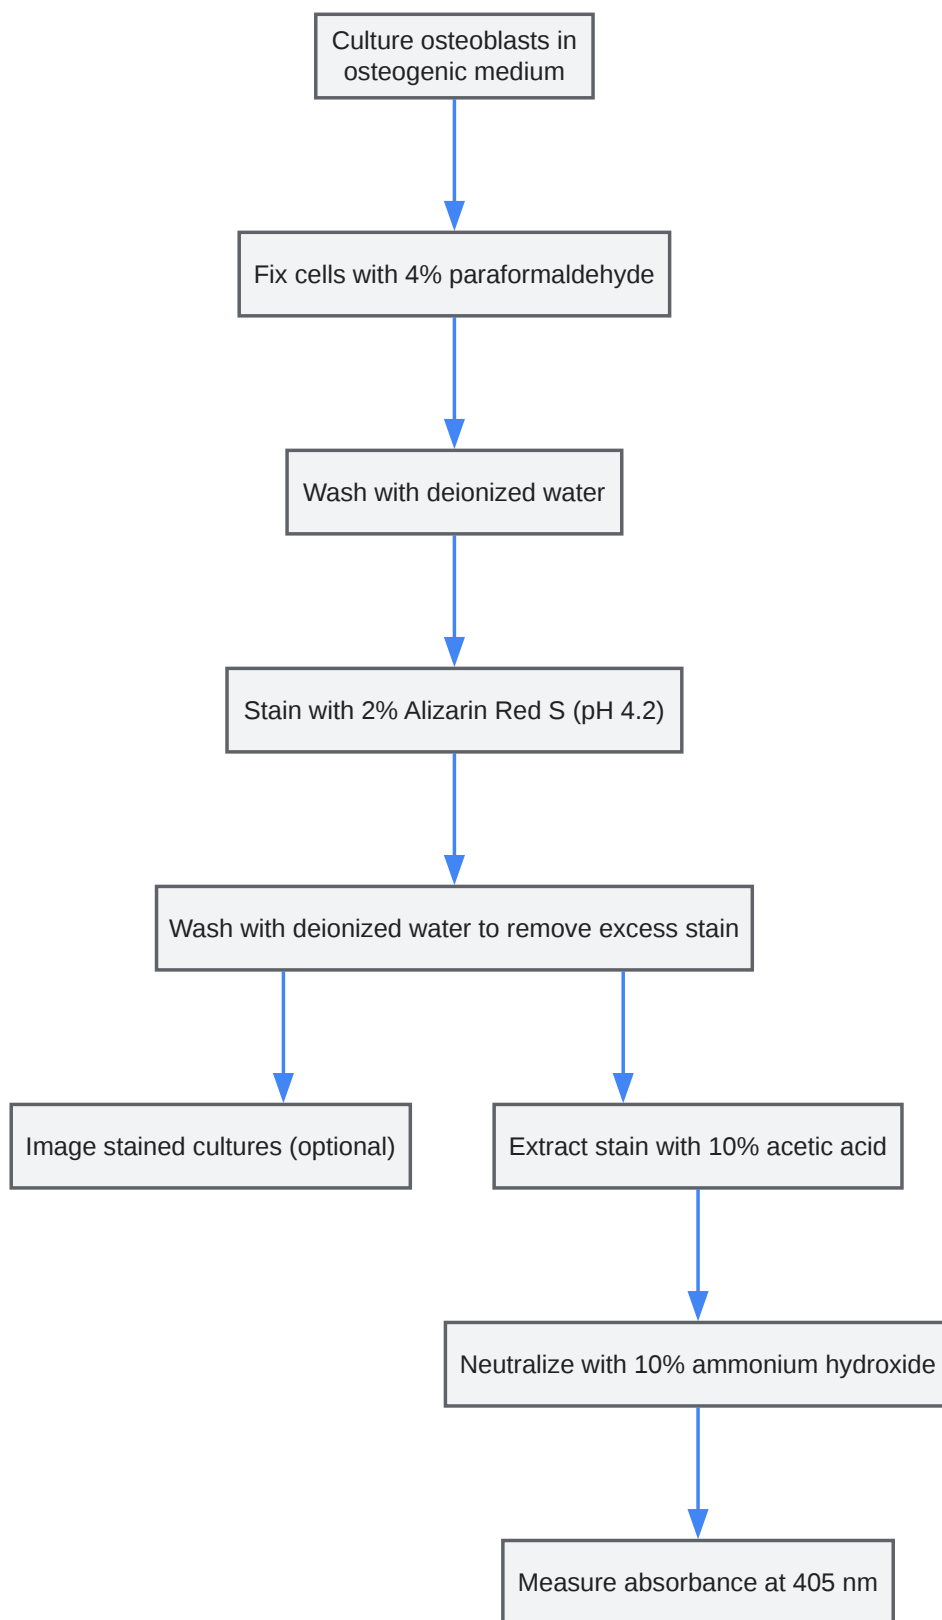 Culture osteoblasts in
osteogenic medium
Fix cells with 4% paraformaldehyde
Wash with deionized water
Stain with 2% Alizarin Red S (pH 4.2)
Wash with deionized water to remove excess stain
Image stained cultures (optional)
Extract stain with 10% acetic acid
Neutralize with 10% ammonium hydroxide
Measure absorbance at 405 nm